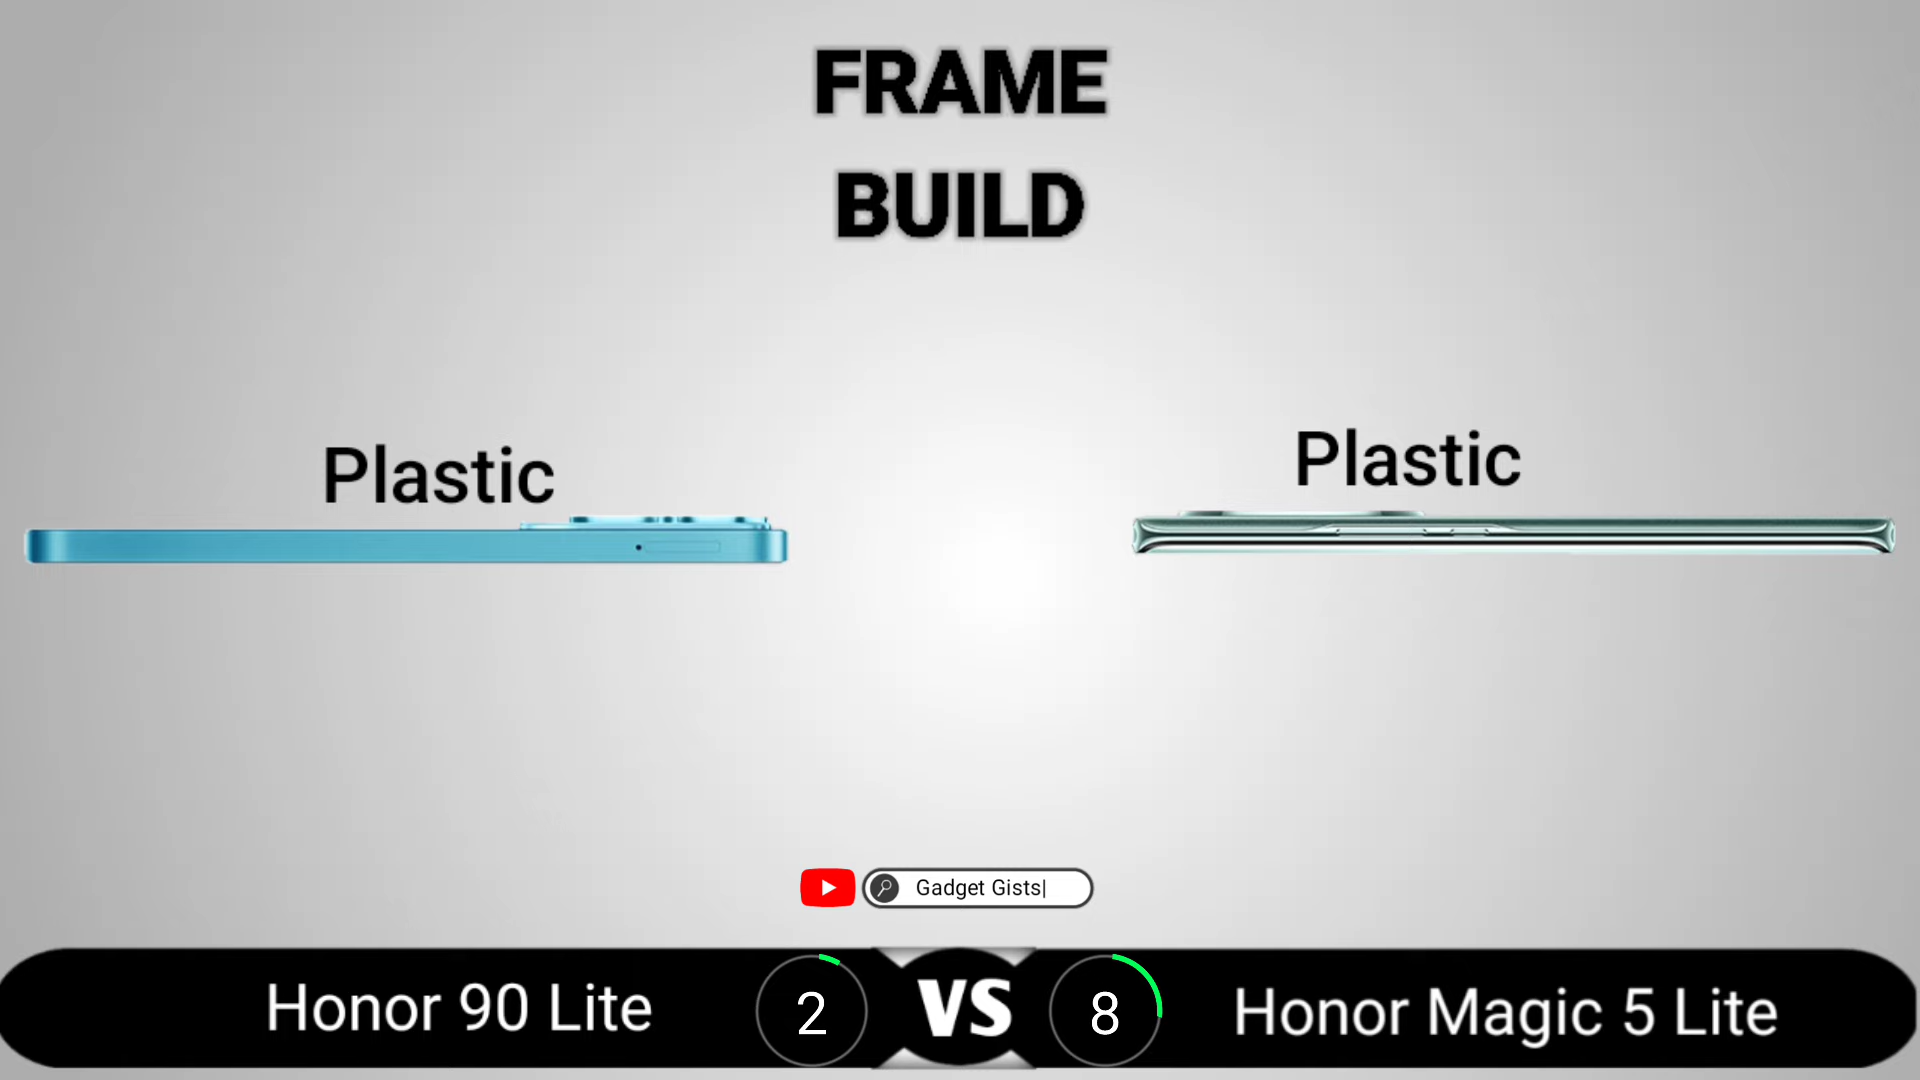 FRAME
BUILD
Plastic
Plastic
Gadget Gists|
Honor 90 Lite
2
VS
8
Honor Magic 5 Lite